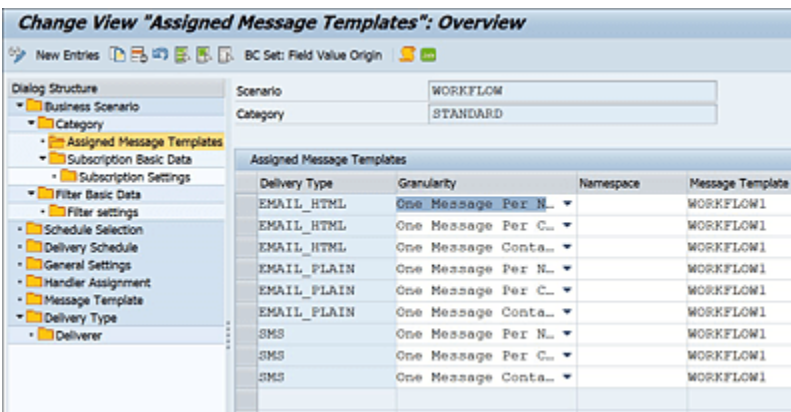 Change View "Assigned Message Templates": Overview
New Entries BC Set: Field Value Origin
Dialog Structure
Business Scenario
Category
Assigned Message Templates
Subscription Basic Data
Subscription Settings
Filter Basic Data
Filter settings
Schedule Selection
Delivery Schedule
General Settings
Handler Assignment
Message Template
Delivery Type
Deliverer
Scenario WORKFLOW
Category STANDARD
Assigned Message Templates
Delivery Type Granularity Namespace Message Template
EMAIL_HTML One Message Per N… WORKFLOW1
EMAIL_HTML One Message Per C… WORKFLOW1
EMAIL_HTML One Message Conta… WORKFLOW1
EMAIL_PLAIN One Message Per N… WORKFLOW1
EMAIL_PLAIN One Message Per C… WORKFLOW1
EMAIL_PLAIN One Message Conta… WORKFLOW1
SMS One Message Per N… WORKFLOW1
SMS One Message Per C… WORKFLOW1
SMS One Message Conta… WORKFLOW1